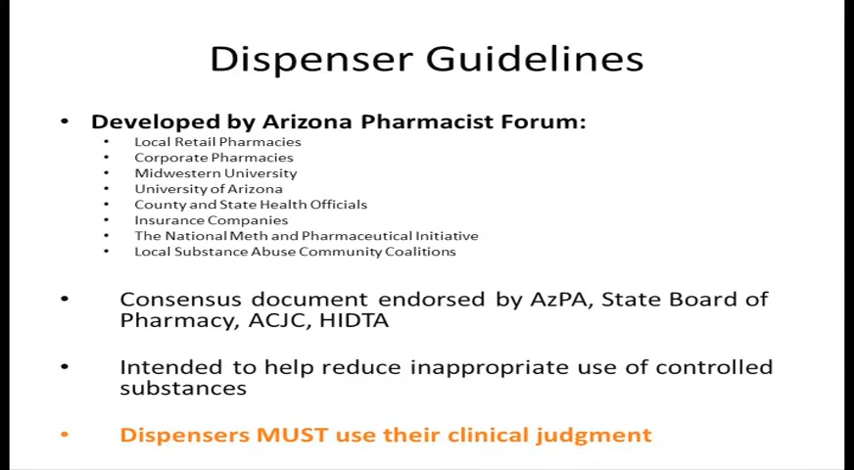 Dispenser Guidelines
• Developed by Arizona Pharmacist Forum:
• Local Retail Pharmacies
• Corporate Pharmacies
• Midwestern University
• University of Arizona
• County and State Health Officials
• Insurance Companies
• The National Meth and Pharmaceutical Initiative
• Local Substance Abuse Community Coalitions
• Consensus document endorsed by AzPA, State Board of
Pharmacy, ACJC, HIDTA
• Intended to help reduce inappropriate use of controlled
substances
• Dispensers MUST use their clinical judgment